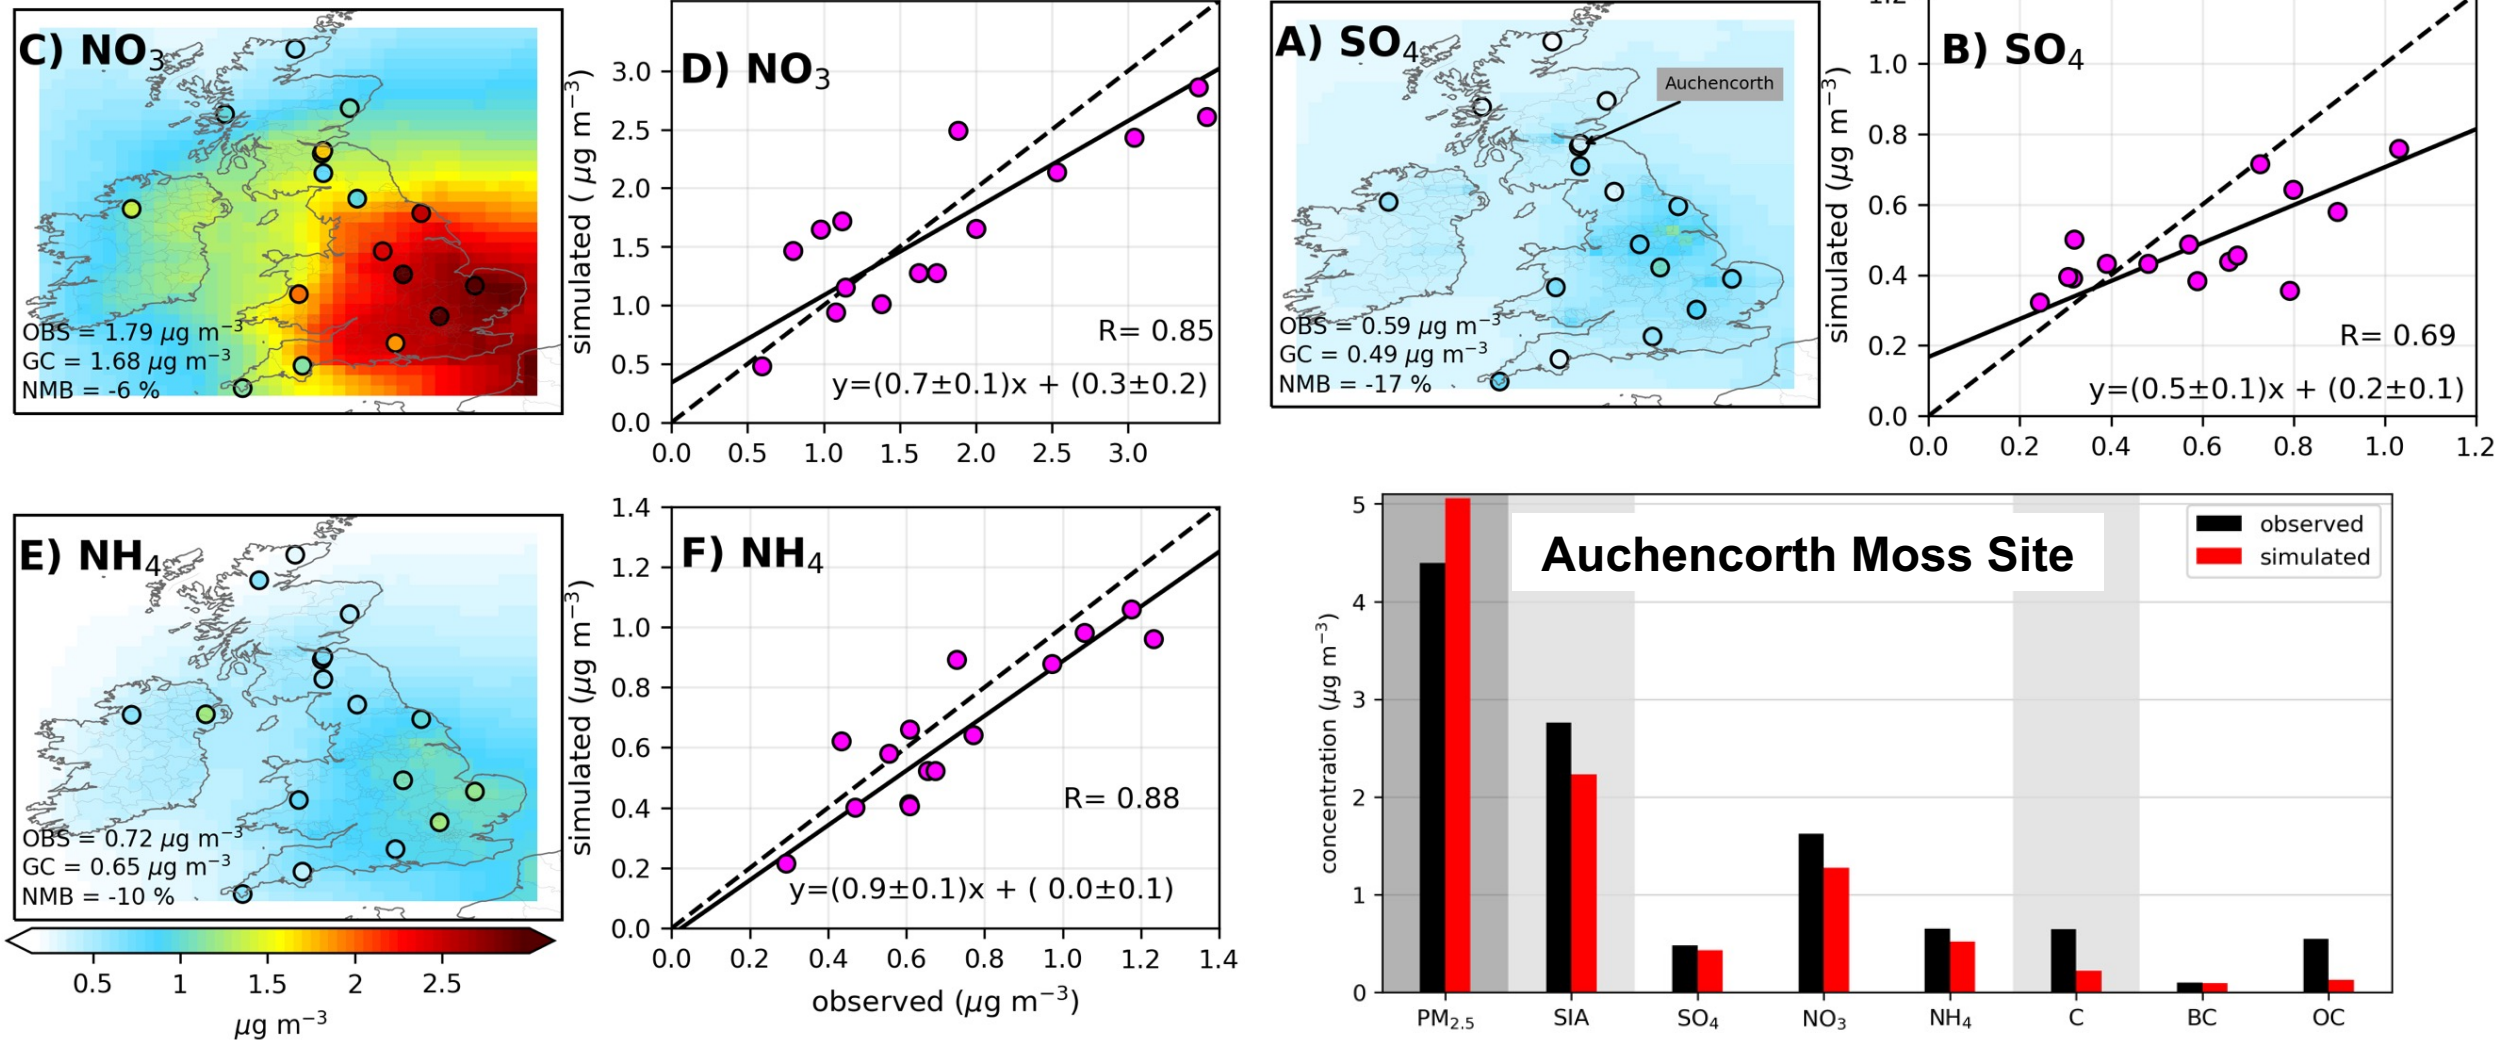 C) NO₃
OBS = 1.79 μg m⁻³
GC = 1.68 μg m⁻³
NMB = -6 %
simulated ( μg m⁻³)
3.0
2.5
2.0
1.5
1.0
0.5
0.0
D) NO₃
R= 0.85
y=(0.7±0.1)x + (0.3±0.2)
0.0 0.5 1.0 1.5 2.0 2.5 3.0
A) SO₄
Auchencorth
OBS = 0.59 μg m⁻³
GC = 0.49 μg m⁻³
NMB = -17 %
simulated (μg m⁻³)
1.2
1.0
0.8
0.6
0.4
0.2
0.0
B) SO₄
R= 0.69
y=(0.5±0.1)x + (0.2±0.1)
0.0 0.2 0.4 0.6 0.8 1.0 1.2
E) NH₄
OBS = 0.72 μg m⁻³
GC = 0.65 μg m⁻³
NMB = -10 %
0.5 1 1.5 2 2.5
μg m⁻³
simulated (μg m⁻³)
1.4
1.2
1.0
0.8
0.6
0.4
0.2
0.0
F) NH₄
R= 0.88
y=(0.9±0.1)x + ( 0.0±0.1)
0.0 0.2 0.4 0.6 0.8 1.0 1.2 1.4
observed (μg m⁻³)
Auchencorth Moss Site
observed
simulated
concentration (μg m⁻³)
5
4
3
2
1
0
PM₂.₅ SIA SO₄ NO₃ NH₄ C BC OC